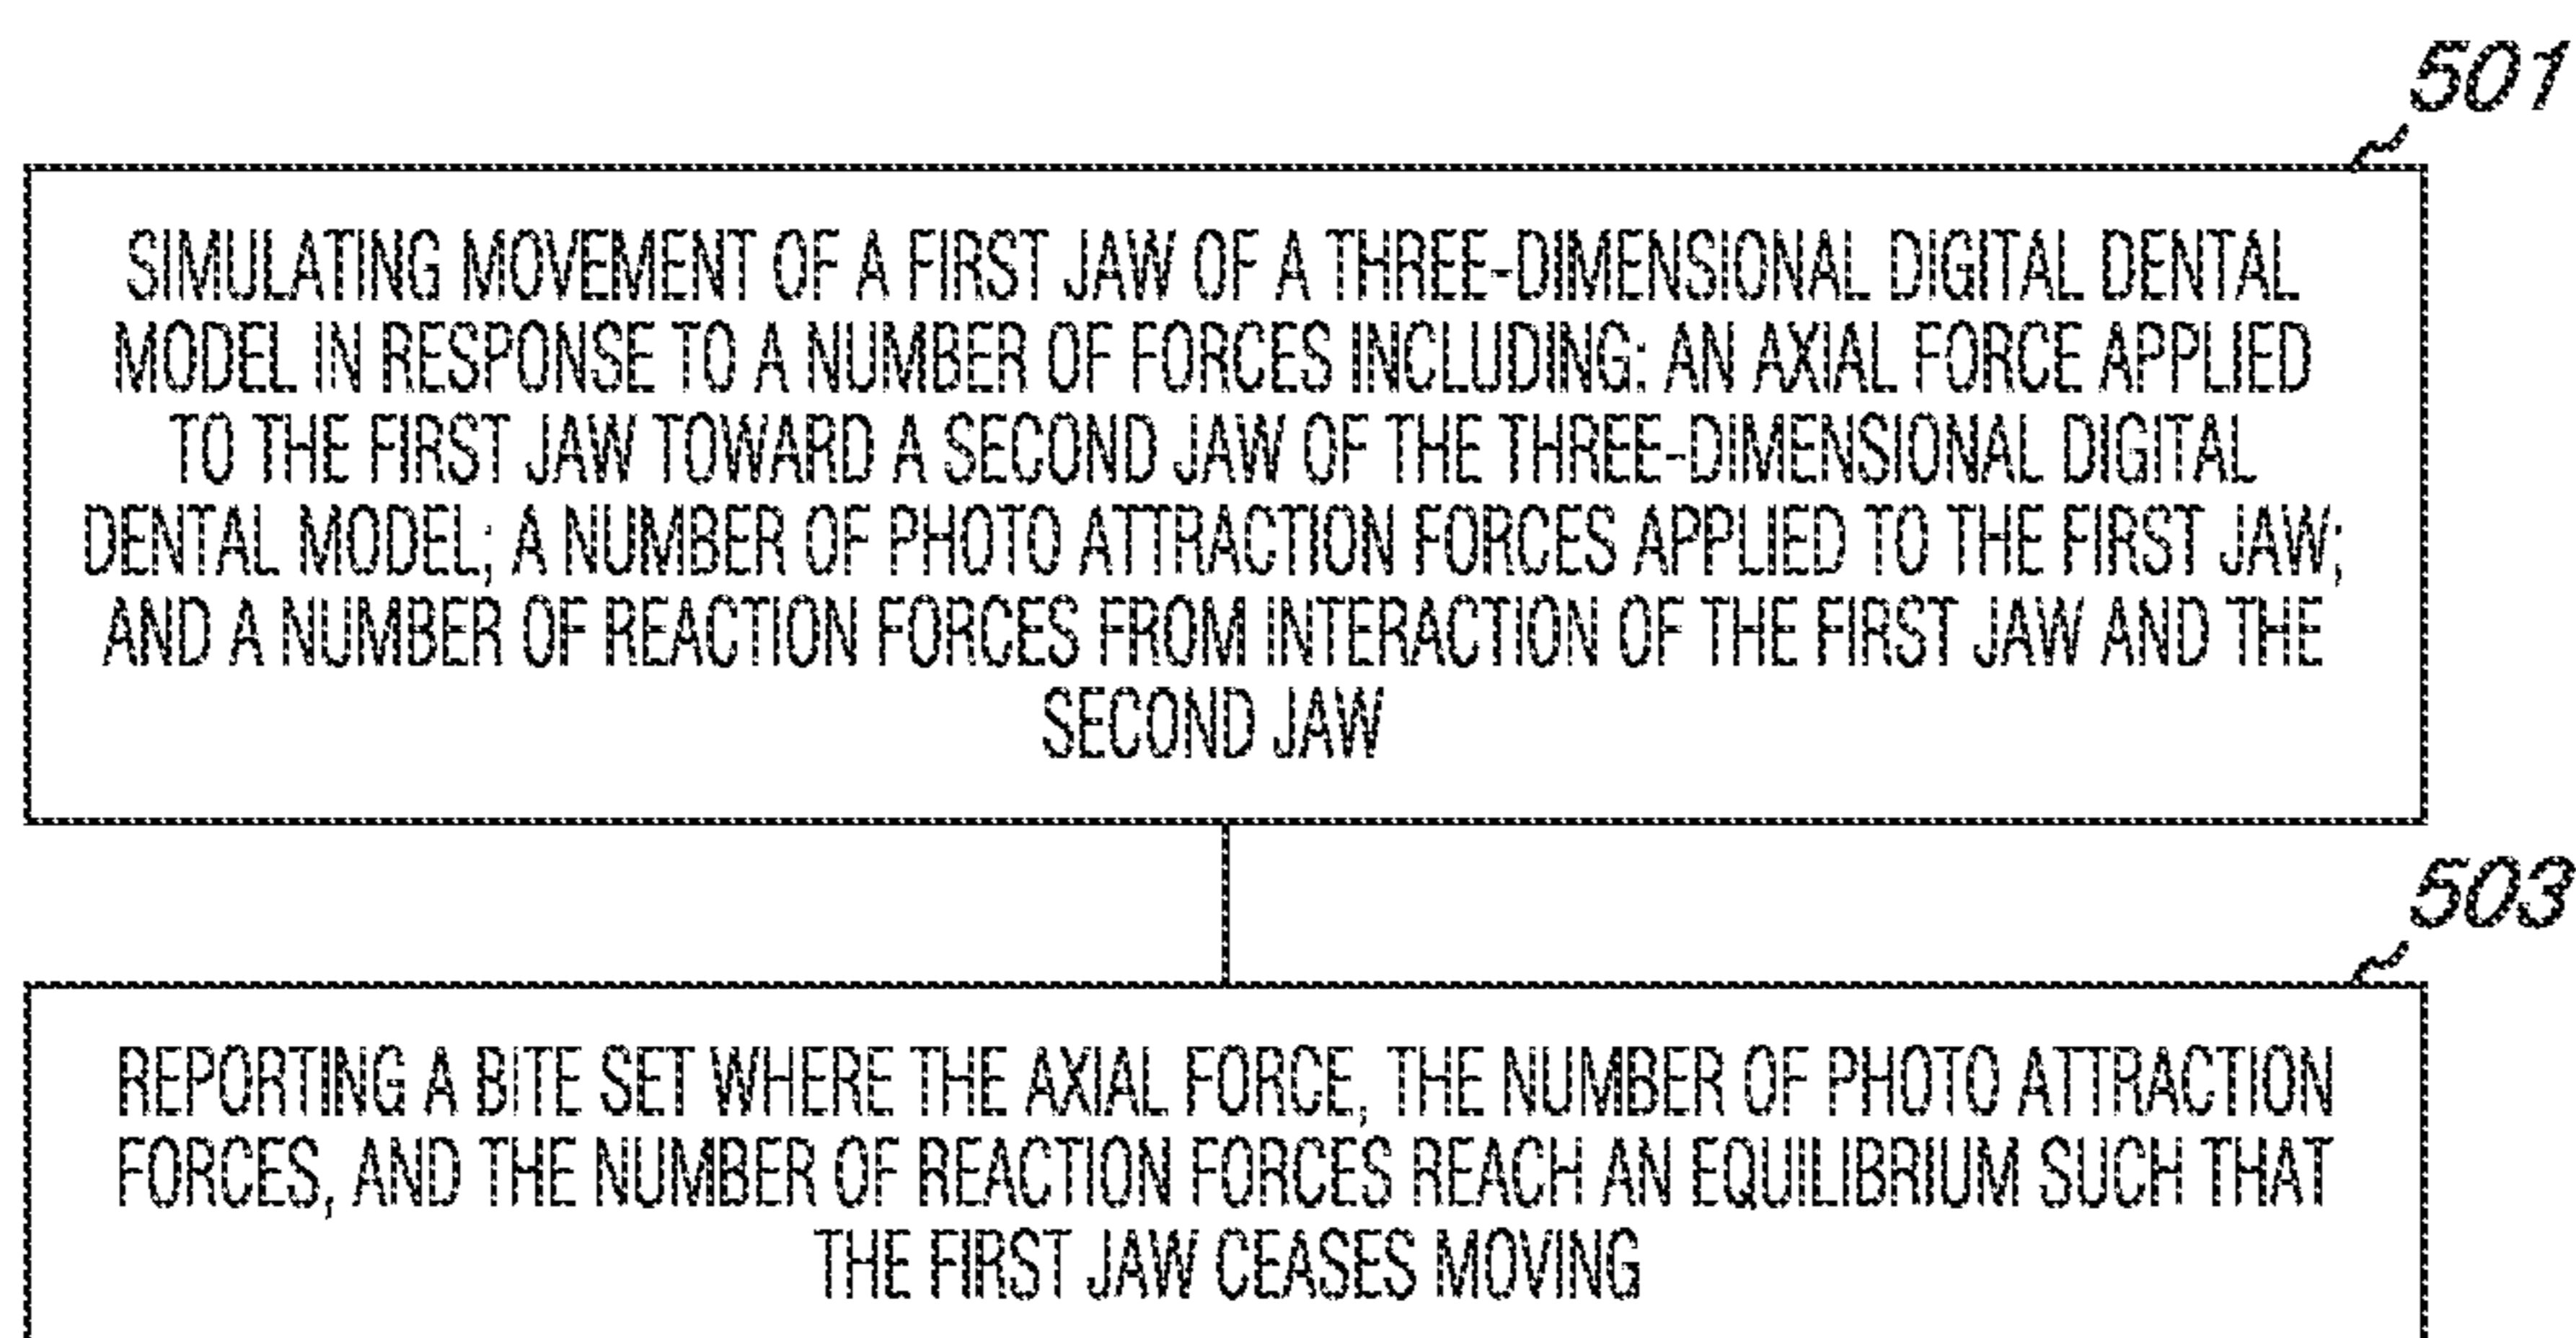 501
SIMULATING MOVEMENT OF A FIRST JAW OF A THREE-DIMENSIONAL DIGITAL DENTAL
MODEL IN RESPONSE TO A NUMBER OF FORCES INCLUDING: AN AXIAL FORCE APPLIED
TO THE FIRST JAW TOWARD A SECOND JAW OF THE THREE-DIMENSIONAL DIGITAL
DENTAL MODEL; A NUMBER OF PHOTO ATTRACTION FORCES APPLIED TO THE FIRST JAW;
AND A NUMBER OF REACTION FORCES FROM INTERACTION OF THE FIRST JAW AND THE
SECOND JAW
503
REPORTING A BITE SET WHERE THE AXIAL FORCE, THE NUMBER OF PHOTO ATTRACTION
FORCES, AND THE NUMBER OF REACTION FORCES REACH AN EQUILIBRIUM SUCH THAT
THE FIRST JAW CEASES MOVING